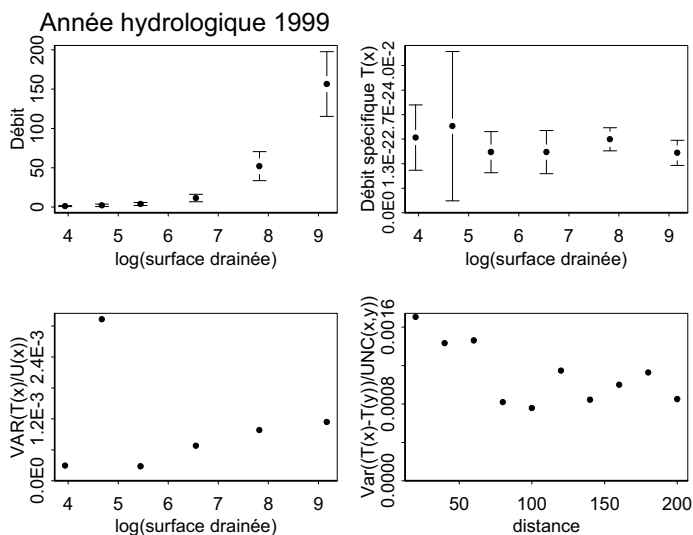 Année hydrologique 1999
Débit
200
150
100
50
0
4 5 6 7 8 9
log(surface drainée)
Débit spécifique T(x)
0.0E0 1.3E-2 2.7E-2 4.0E-2
4 5 6 7 8 9
log(surface drainée)
VAR(T(x)/U(x))
2.4E-3
1.2E-3
0.0E0
4 5 6 7 8 9
log(surface drainée)
Var((T(x)-T(y))/UNC(x,y))
0.0016
0.0008
0.0000
50 100 150 200
distance